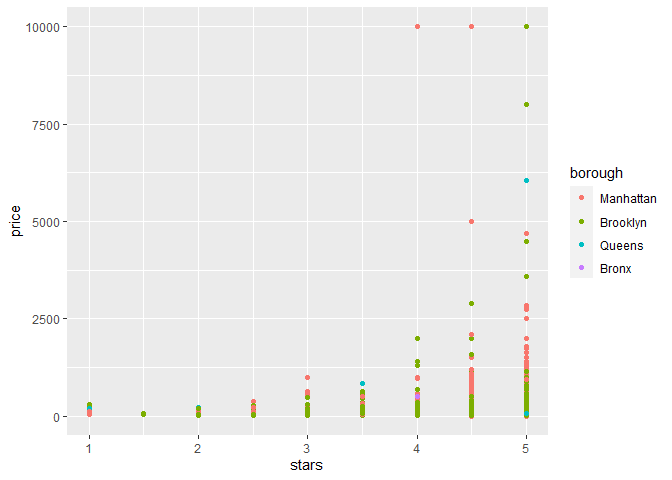 10000
7500
5000
2500
0
price
1
2
3
4
5
stars
borough
Manhattan
Brooklyn
Queens
Bronx